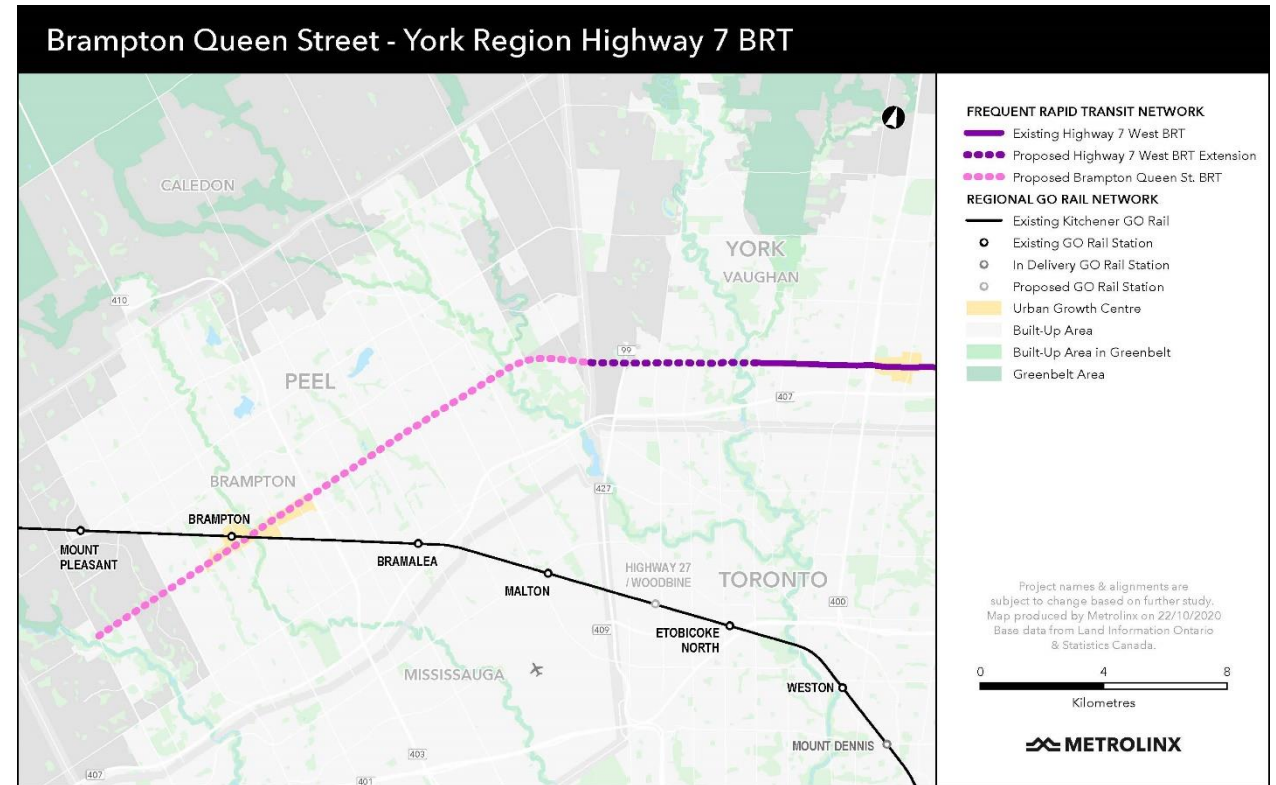 Brampton Queen Street - York Region Highway 7 BRT
CALEDON
410
YORK
VAUGHAN
99
PEEL
407
BRAMPTON
427
BRAMPTON
MOUNT
PLEASANT
BRAMALEA
MALTON
HIGHWAY 27
/ WOODBINE
TORONTO
400
409
ETOBICOKE
NORTH
MISSISSAUGA
WESTON
MOUNT DENNIS
403
407
401
FREQUENT RAPID TRANSIT NETWORK
Existing Highway 7 West BRT
Proposed Highway 7 West BRT Extension
Proposed Brampton Queen St. BRT
REGIONAL GO RAIL NETWORK
Existing Kitchener GO Rail
Existing GO Rail Station
In Delivery GO Rail Station
Proposed GO Rail Station
Urban Growth Centre
Built-Up Area
Built-Up Area in Greenbelt
Greenbelt Area
Project names & alignments are
subject to change based on further study.
Map produced by Metrolinx on 22/10/2020
Base data from Land Information Ontario
& Statistics Canada.
0 4 8
Kilometres
METROLINX